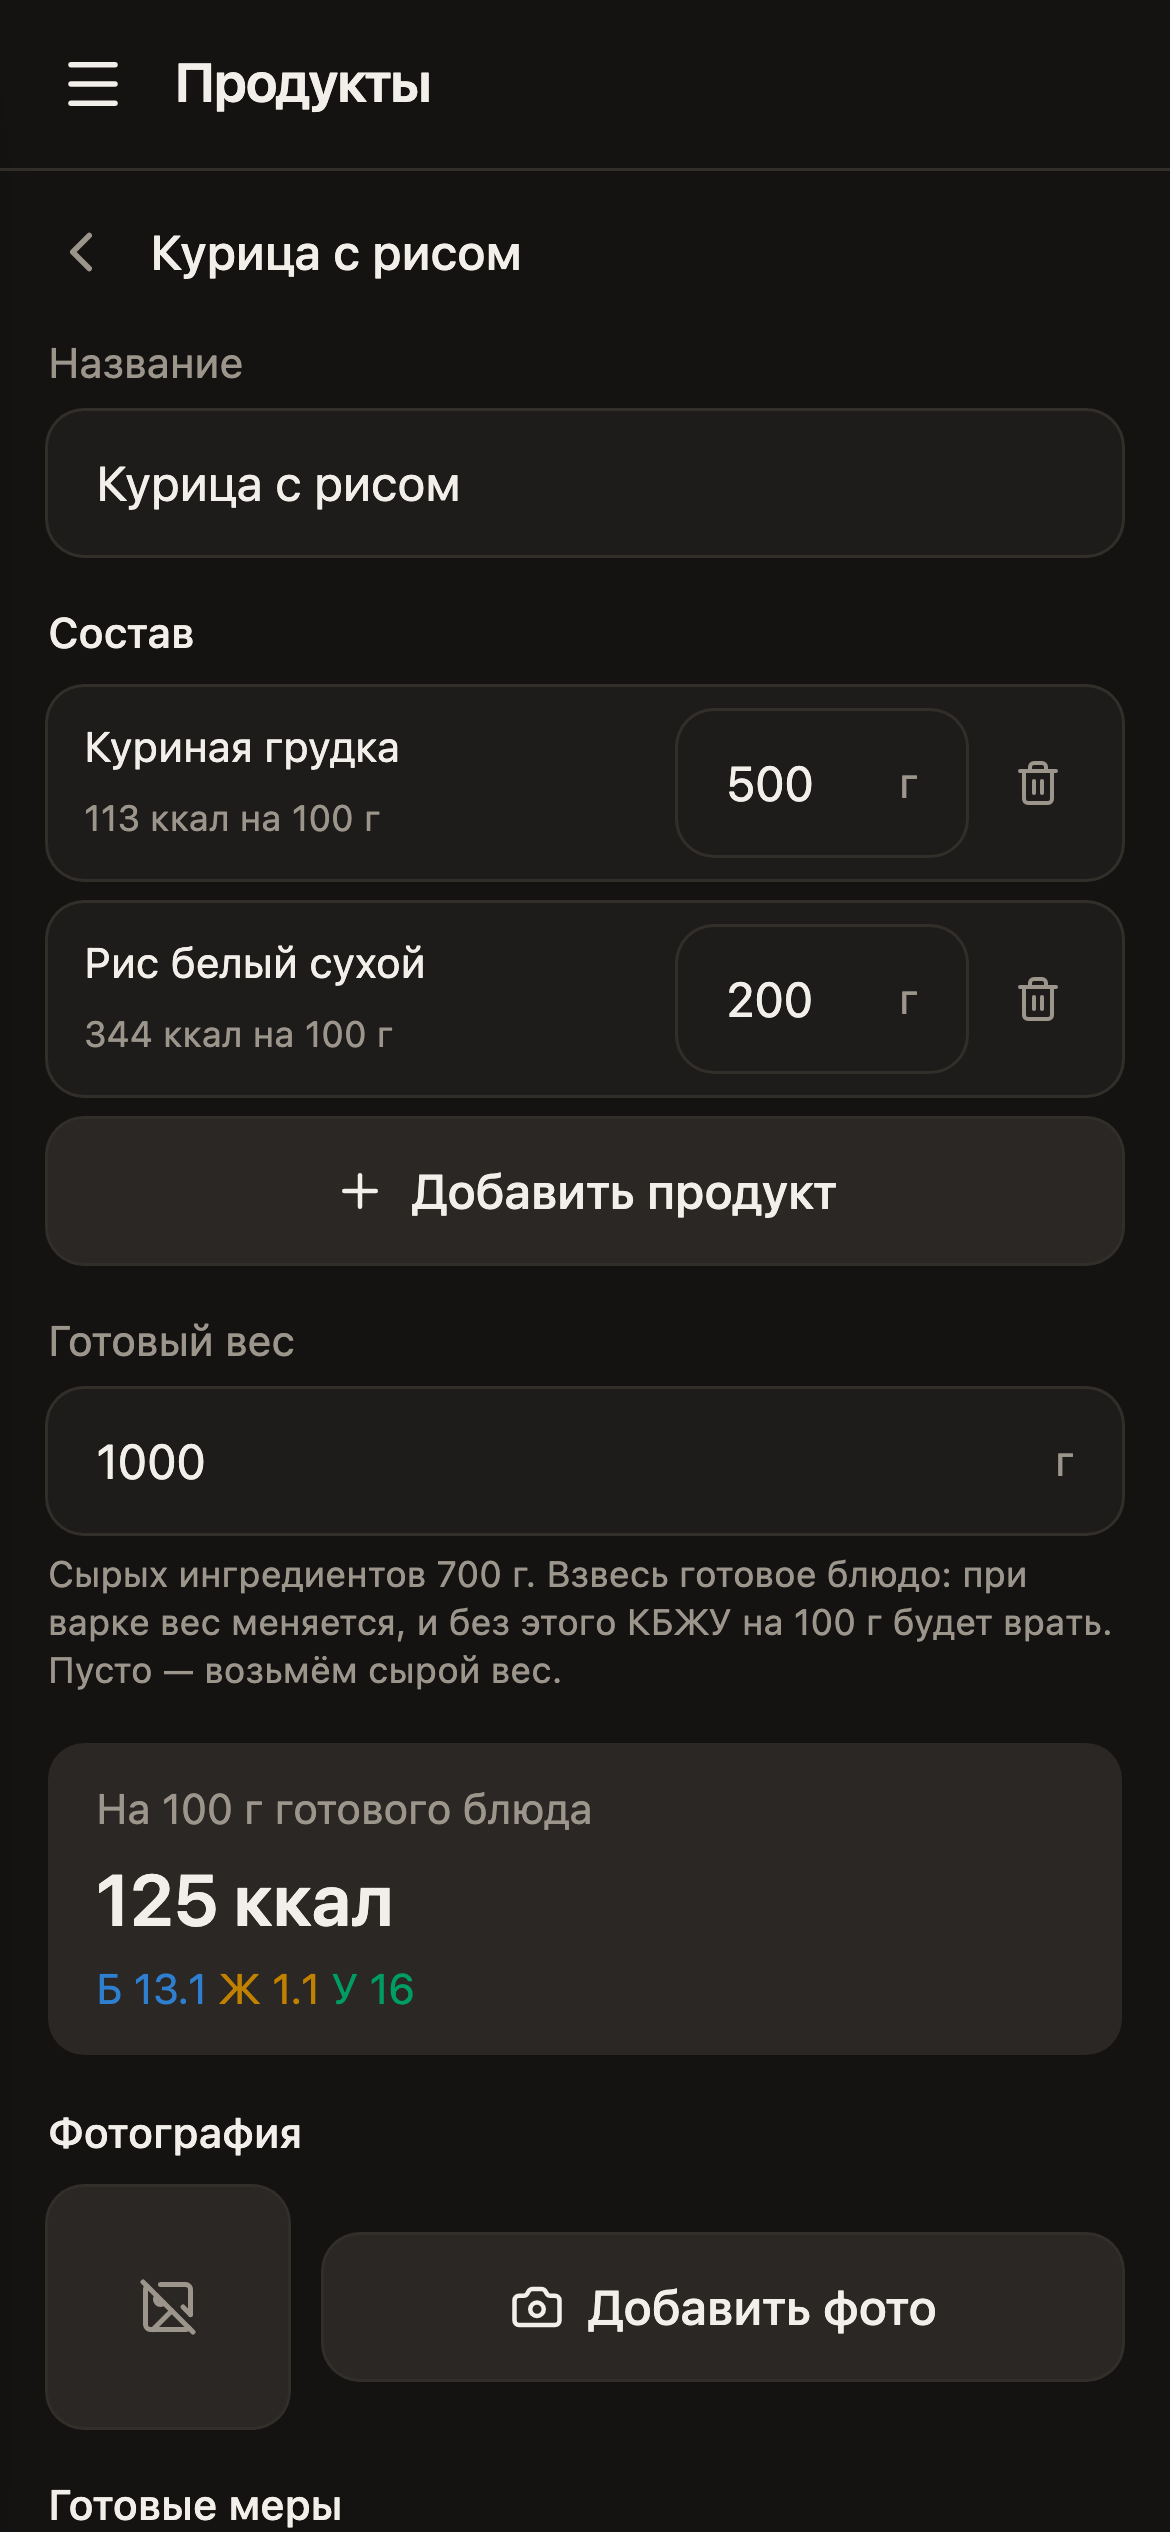 Продукты
Курица с рисом
Название
Курица с рисом
Состав
Куриная грудка
500 г
113 ккал на 100 г
Рис белый сухой
200 г
344 ккал на 100 г
Добавить продукт
Готовый вес
1000 г
Сырых ингредиентов 700 г. Взвесь готовое блюдо: при
варке вес меняется, и без этого КБЖУ на 100 г будет врать.
Пусто — возьмём сырой вес.
На 100 г готового блюда
125 ккал
Б 13.1 Ж 1.1 У 16
Фотография
Добавить фото
Готовые меры